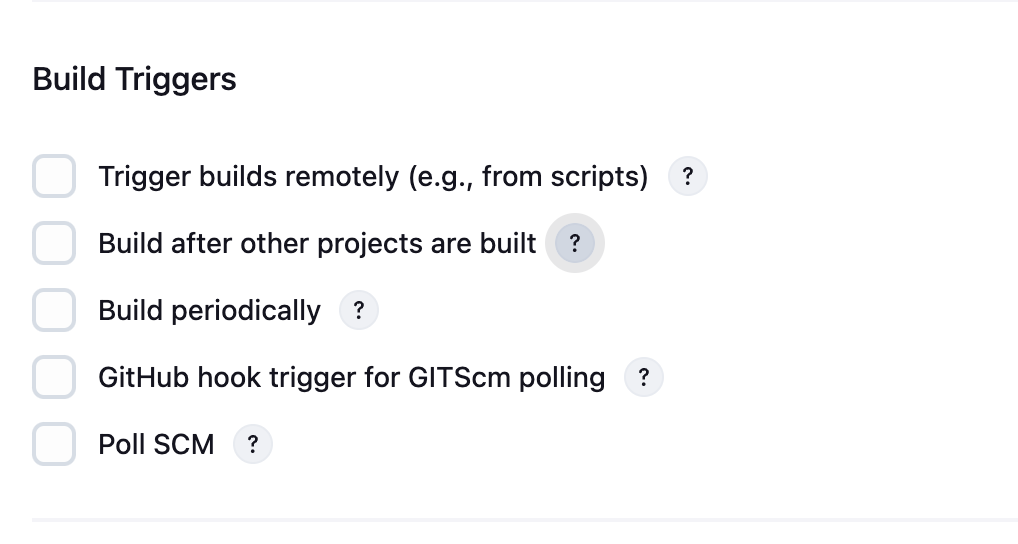 Build Triggers
Trigger builds remotely (e.g., from scripts) ?
Build after other projects are built ?
Build periodically ?
GitHub hook trigger for GITScm polling ?
Poll SCM ?